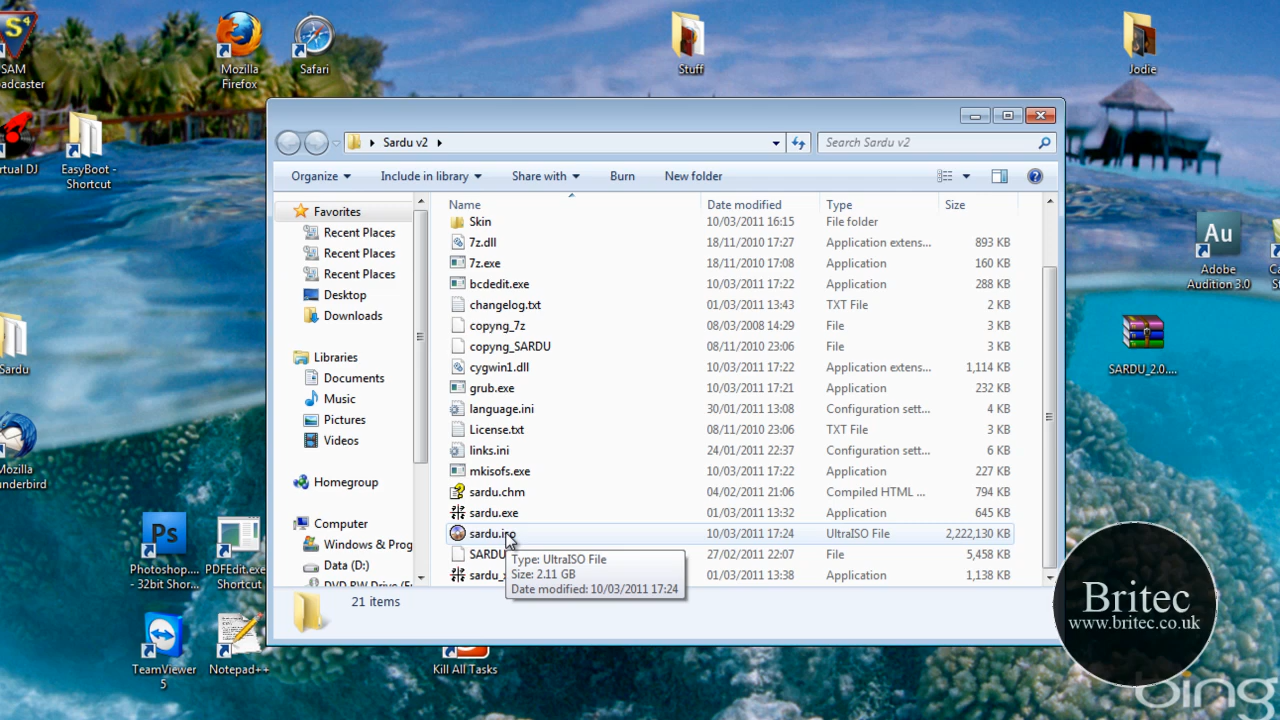 SAM
oadcaster
Mozilla
Firefox
Safari
Stuff
Jodie
rtual DJ
EasyBoot -
Shortcut
Sardu v2
Search Sardu v2
Organize
Include in library
Share with
Burn
New folder
Name
Date modified
Type
Size
Favorites
Recent Places
Recent Places
Recent Places
Desktop
Downloads
Libraries
Documents
Music
Pictures
Videos
Homegroup
Computer
Windows & Prog
Data (D:)
DVD RW Drive (F:
Skin 10/03/2011 16:15 File folder
7z.dll 18/11/2010 17:27 Application extens... 893 KB
7z.exe 18/11/2010 17:08 Application 160 KB
bcdedit.exe 10/03/2011 17:22 Application 288 KB
changelog.txt 01/03/2011 13:43 TXT File 2 KB
copyng_7z 08/03/2008 14:29 File 3 KB
copyng_SARDU 08/11/2010 23:06 File 3 KB
cygwin1.dll 10/03/2011 17:22 Application extens... 1,114 KB
grub.exe 10/03/2011 17:21 Application 232 KB
language.ini 30/01/2011 13:08 Configuration sett... 4 KB
License.txt 08/11/2010 23:06 TXT File 3 KB
links.ini 24/01/2011 22:37 Configuration sett... 6 KB
mkisofs.exe 10/03/2011 17:22 Application 227 KB
sardu.chm 04/02/2011 21:06 Compiled HTML ... 794 KB
sardu.exe 01/03/2011 13:32 Application 645 KB
sardu.iso 10/03/2011 17:24 UltraISO File 2,222,130 KB
SARDU 27/02/2011 22:07 File 5,458 KB
sardu_ 01/03/2011 13:38 Application 1,138 KB
Type: UltraISO File
Size: 2.11 GB
Date modified: 10/03/2011 17:24
21 items
Au
Adobe
Audition 3.0
SARDU_2.0....
Sardu
Mozilla
underbird
Ps
Photoshop....
- 32bit Shor...
PDFEdit.exe
Shortcut
TeamViewer
5
Notepad++
Kill All Tasks
Britec
www.britec.co.uk
bing